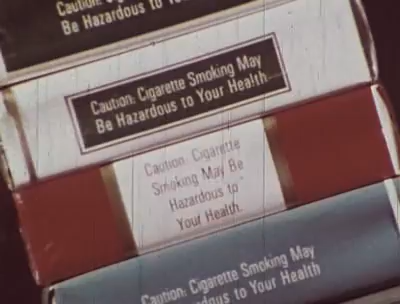 Caution:
Be Hazardous to
Caution: Cigarette Smoking May
Be Hazardous to Your Health.
Caution: Cigarette
Smoking May Be
Hazardous to
Your Health.
Caution: Cigarette Smoking May
to Your Health